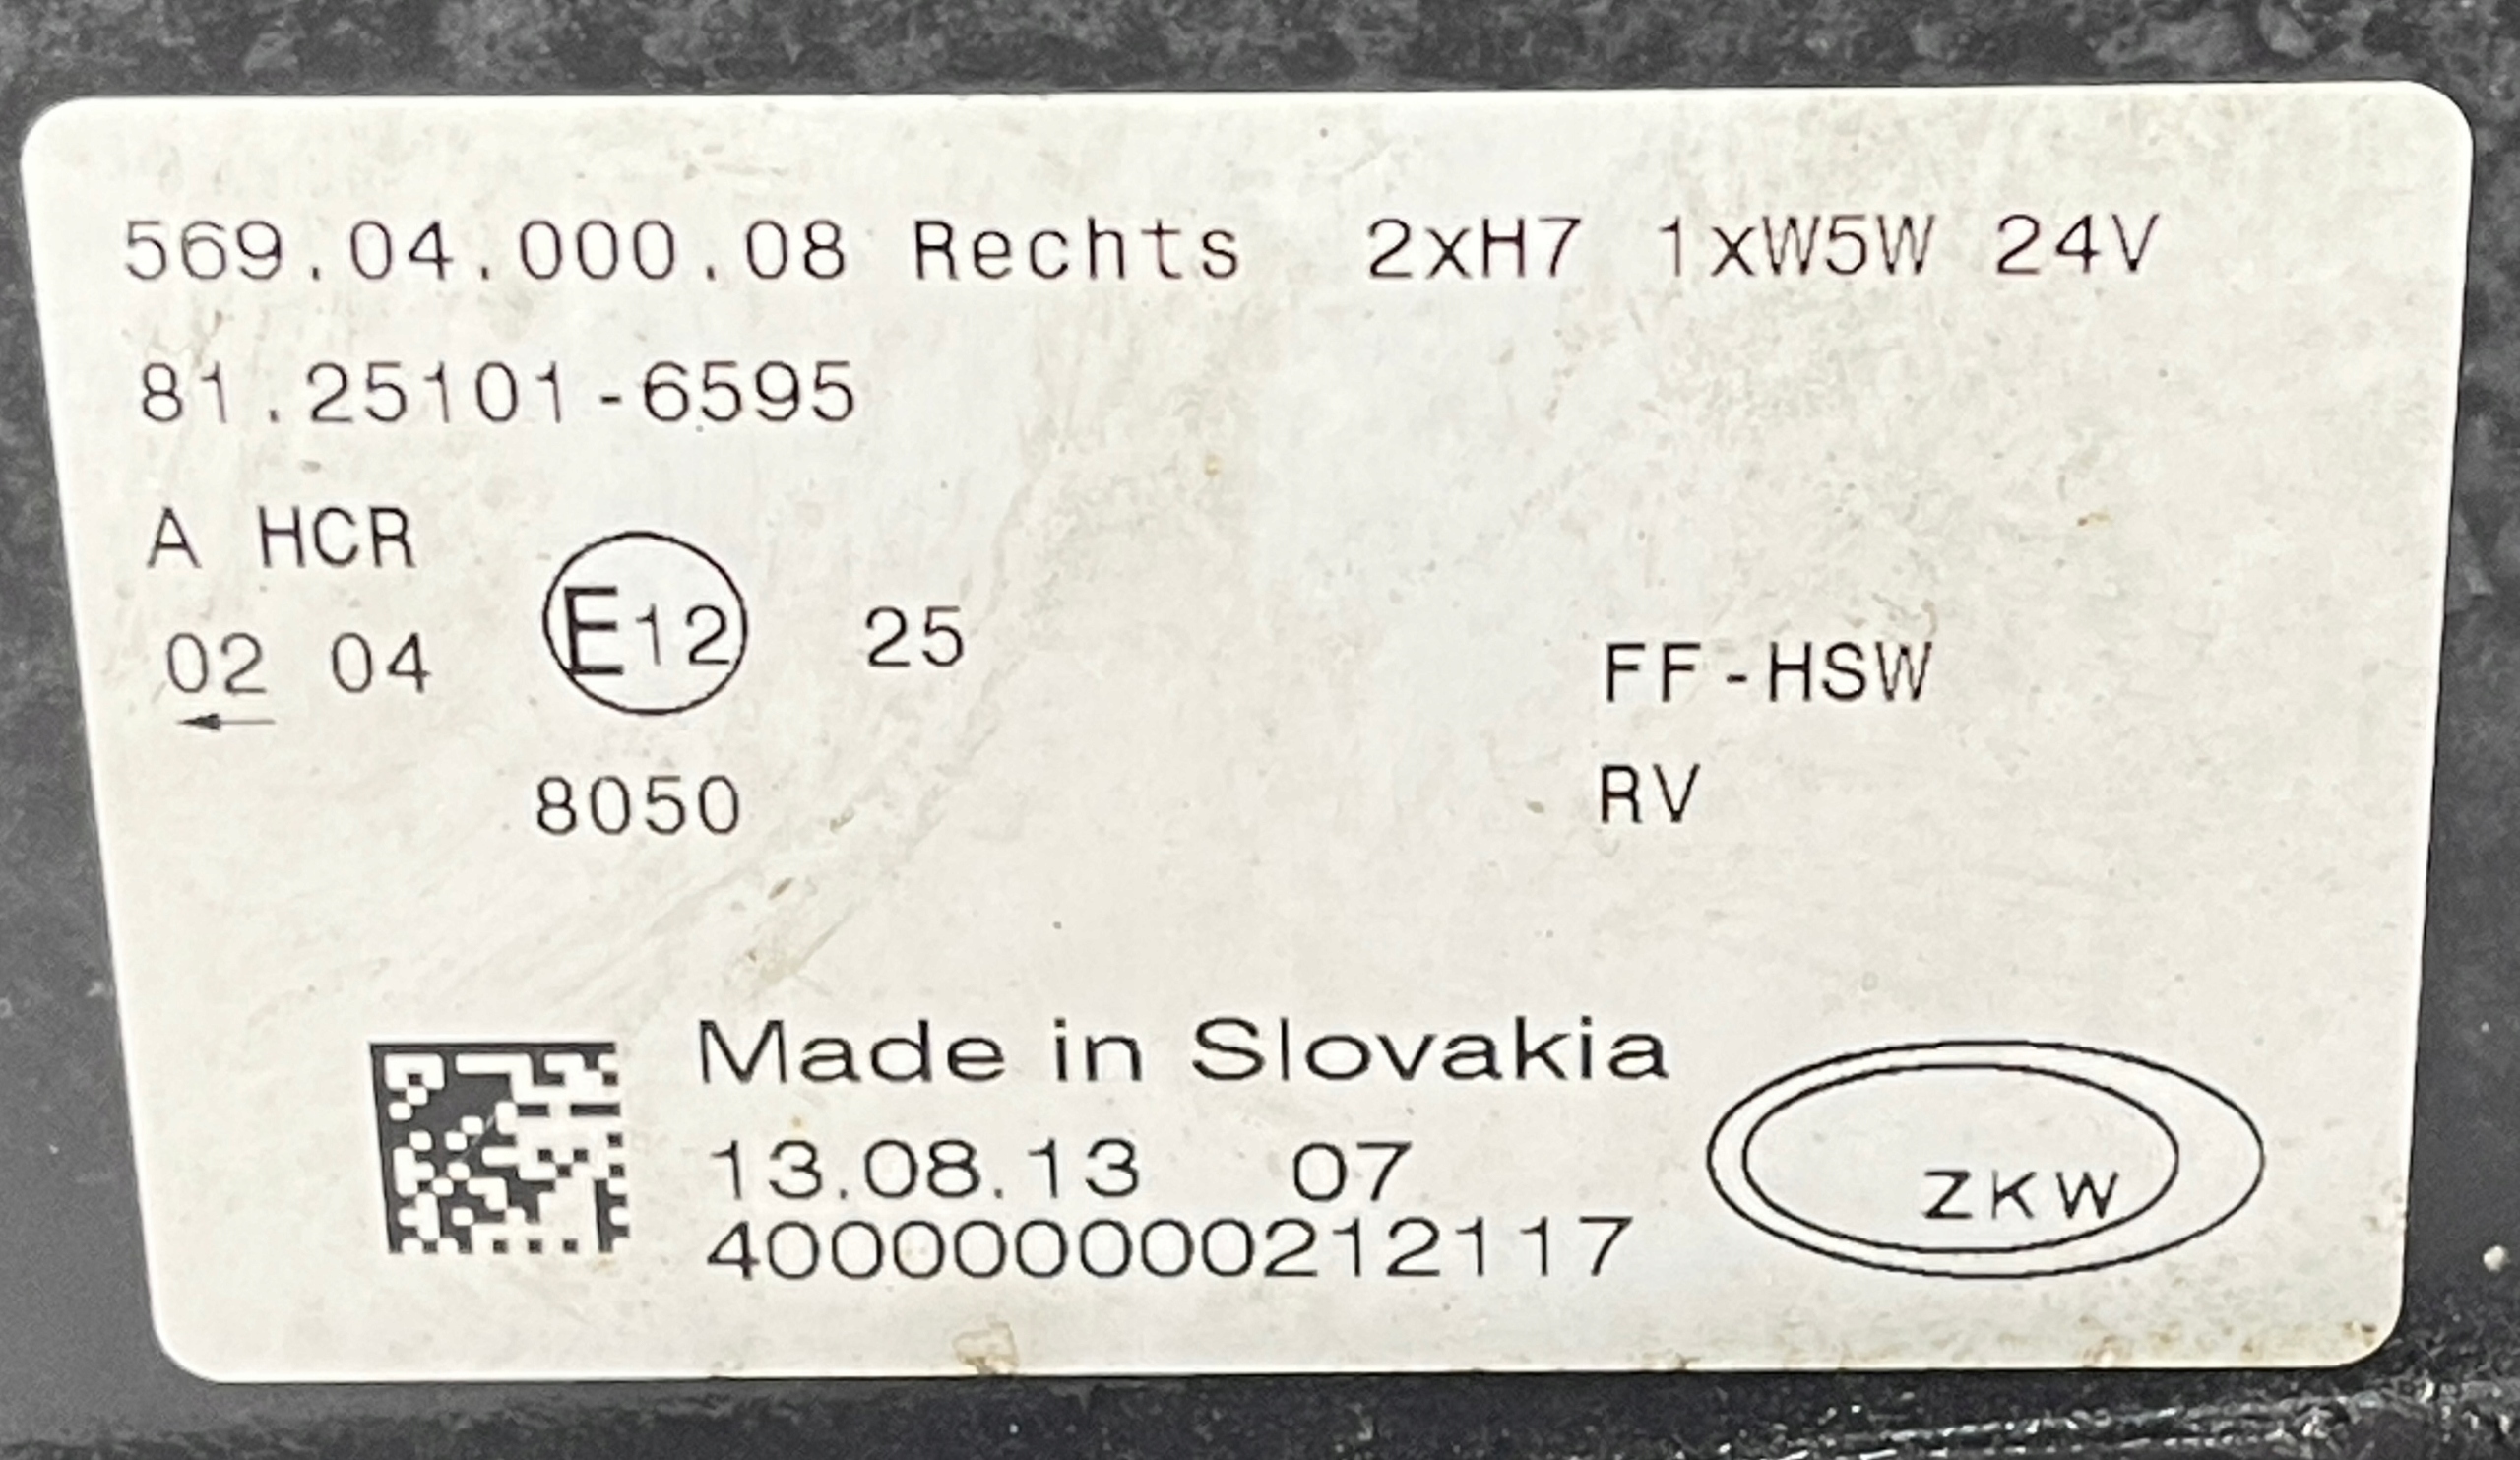 569.04.000.08 Rechts 2xH7 1xW5W 24V
81.25101-6595
A HCR
02 04 E12 25
8050
FF-HSW
RV
Made in Slovakia
13.08.13 07
400000000212117
ZKW